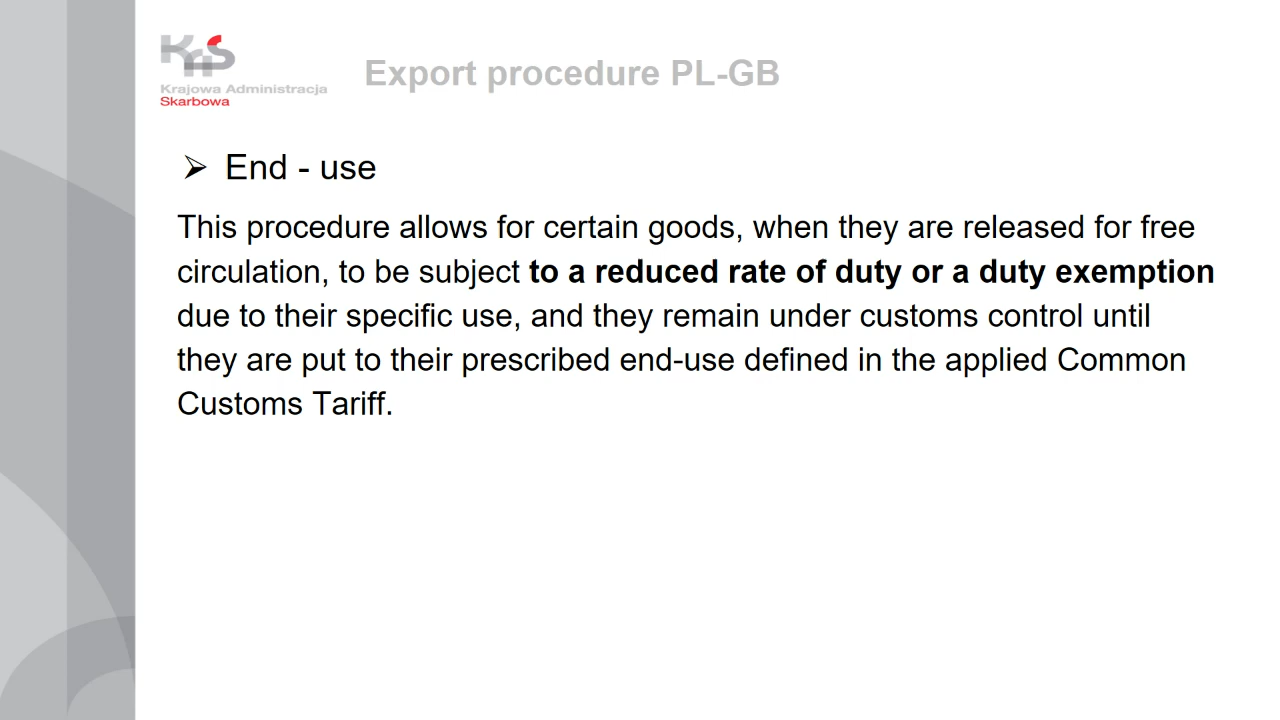 KAS
Krajowa Administracja
Skarbowa
Export procedure PL-GB
➢ End - use
This procedure allows for certain goods, when they are released for free
circulation, to be subject to a reduced rate of duty or a duty exemption
due to their specific use, and they remain under customs control until
they are put to their prescribed end-use defined in the applied Common
Customs Tariff.